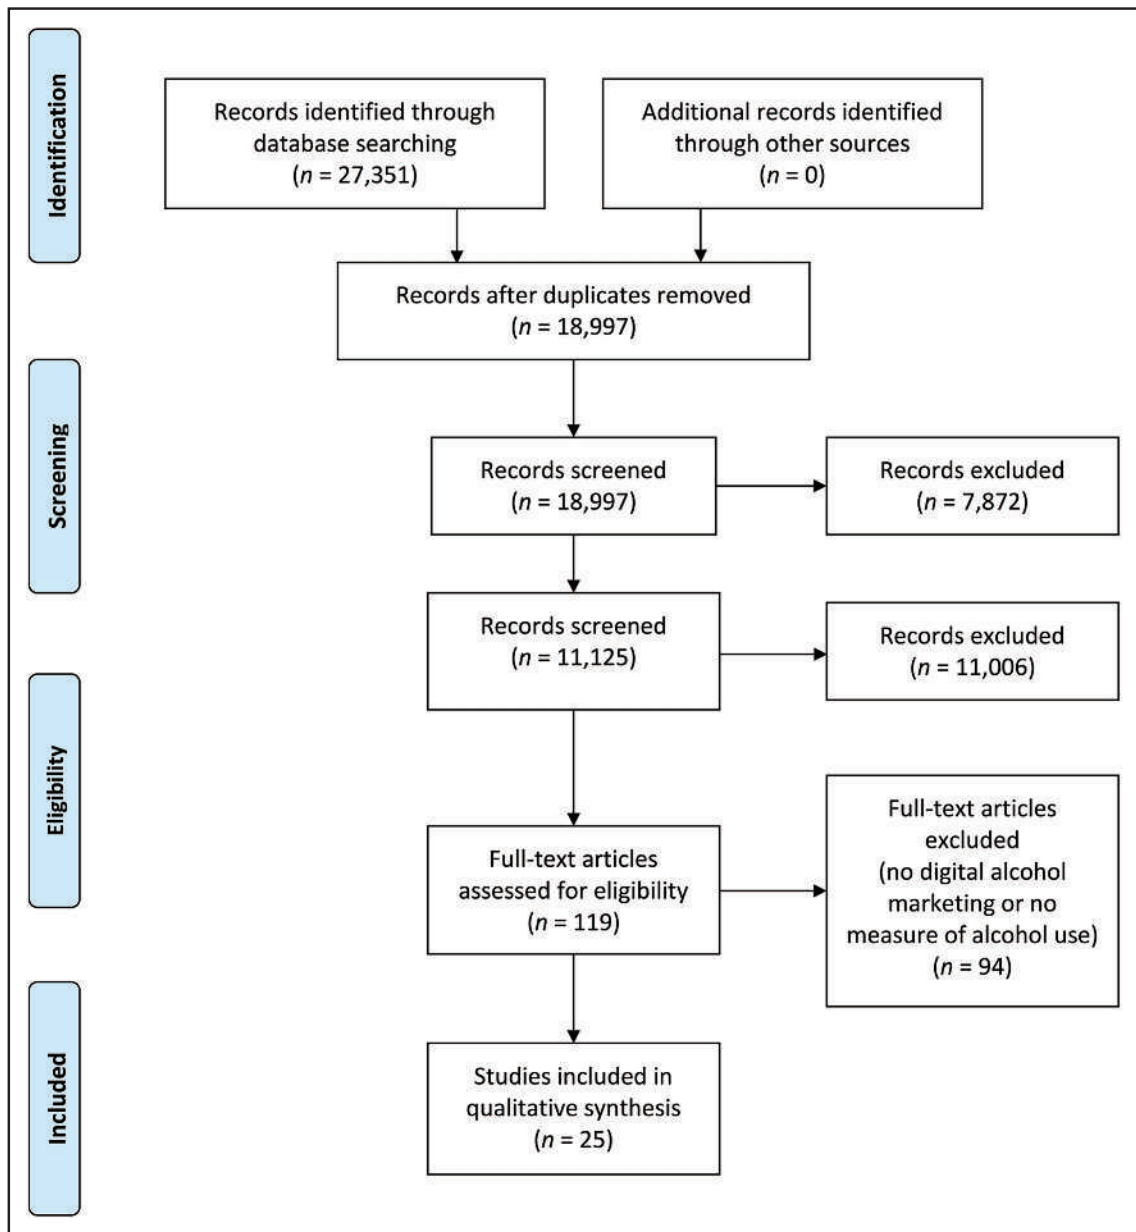 Identification
Records identified through
database searching
(n = 27,351)
Additional records identified
through other sources
(n = 0)
Records after duplicates removed
(n = 18,997)
Screening
Records screened
(n = 18,997)
Records excluded
(n = 7,872)
Records screened
(n = 11,125)
Records excluded
(n = 11,006)
Eligibility
Full-text articles
assessed for eligibility
(n = 119)
Full-text articles
excluded
(no digital alcohol
marketing or no
measure of alcohol use)
(n = 94)
Included
Studies included in
qualitative synthesis
(n = 25)